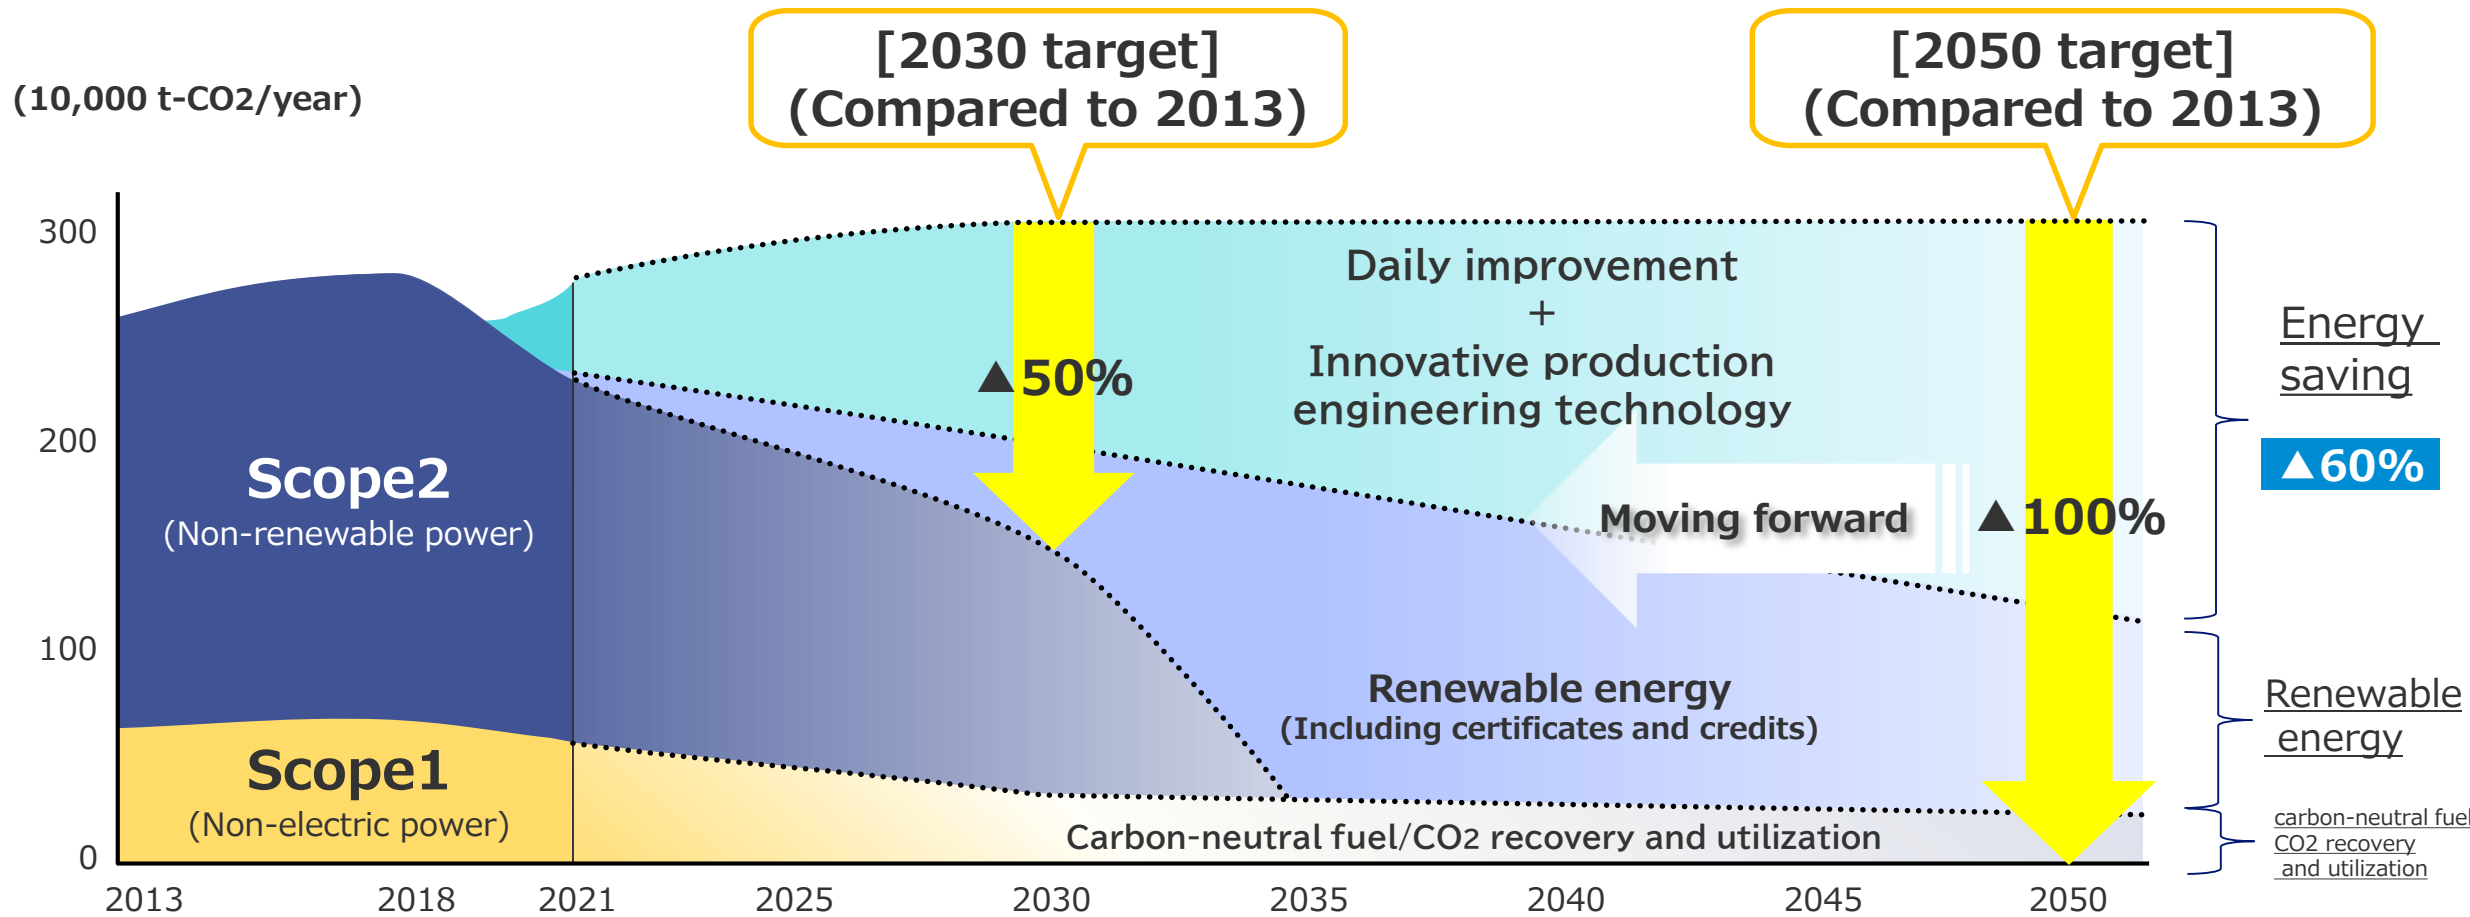 [2030 target]
(Compared to 2013)
[2050 target]
(Compared to 2013)
(10,000 t-CO2/year)
300
200
100
0
Daily improvement
+
Innovative production
engineering technology
▲50%
Moving forward
▲100%
Scope2
(Non-renewable power)
Scope1
(Non-electric power)
Renewable energy
(Including certificates and credits)
Carbon-neutral fuel/CO2 recovery and utilization
Energy
saving
▲60%
Renewable
energy
carbon-neutral fuel
CO2 recovery
and utilization
2013
2018
2021
2025
2030
2035
2040
2045
2050